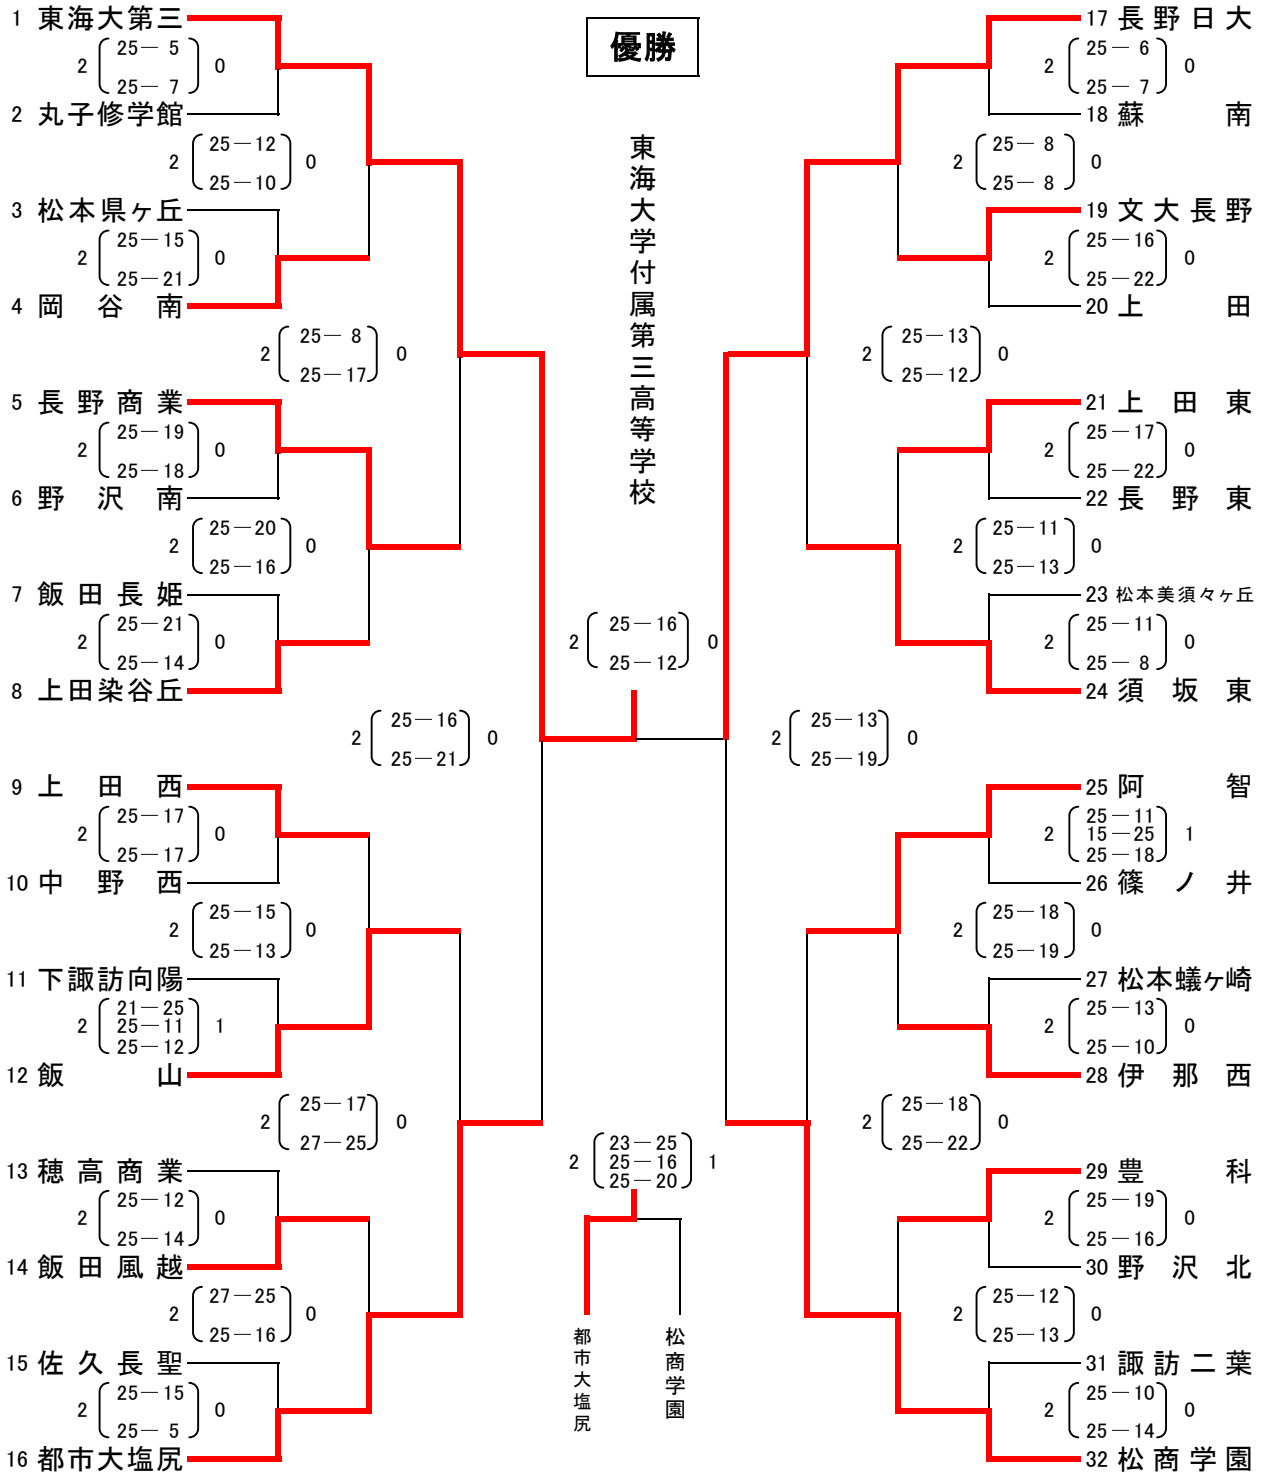 優勝
東海大学付属第三高等学校
1 東海大第三
2 25― 5 0
25― 7
2 丸子修学館
2 25―12 0
25―10
3 松本県ヶ丘
2 25―15 0
25―21
4 岡谷南
2 25― 8 0
25―17
5 長野商業
2 25―19 0
25―18
6 野沢南
2 25―20 0
25―16
7 飯田長姫
2 25―21 0
25―14
8 上田染谷丘
2 25―16 0
25―21
9 上田西
2 25―17 0
25―17
10 中野西
2 25―15 0
25―13
11 下諏訪向陽
21―25
2 25―11 1
25―12
12 飯山
2 25―17 0
27―25
13 穂高商業
2 25―12 0
25―14
14 飯田風越
2 27―25 0
25―16
15 佐久長聖
2 25―15 0
25― 5
16 都市大塩尻
2 25―16 0
25―12
23―25
2 25―16 1
25―20
都市大塩尻
松商学園
17 長野日大
2 25― 6 0
25― 7
18 蘇南
2 25― 8 0
25― 8
19 文大長野
2 25―16 0
25―22
20 上田
2 25―13 0
25―12
21 上田東
2 25―17 0
25―22
22 長野東
2 25―11 0
25―13
23 松本美須々ヶ丘
2 25―11 0
25― 8
24 須坂東
2 25―13 0
25―19
25 阿智
25―11
2 15―25 1
25―18
26 篠ノ井
2 25―18 0
25―19
27 松本蟻ヶ崎
2 25―13 0
25―10
28 伊那西
2 25―18 0
25―22
29 豊科
2 25―19 0
25―16
30 野沢北
2 25―12 0
25―13
31 諏訪二葉
2 25―10 0
25―14
32 松商学園